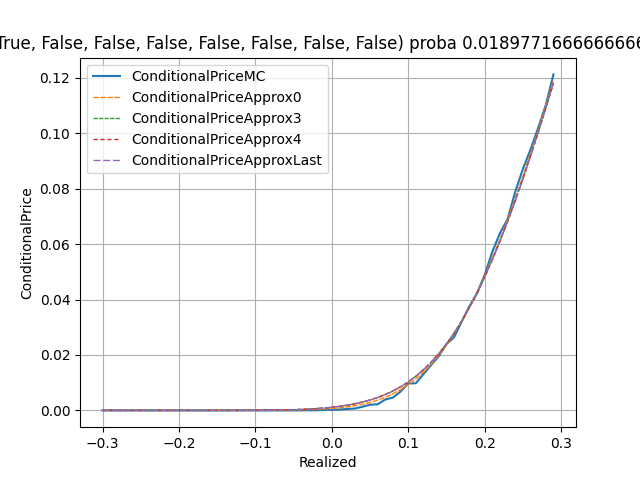 True, False, False, False, False, False, False, False) proba 0.0189771666666666
ConditionalPriceMC
ConditionalPriceApprox0
ConditionalPriceApprox3
ConditionalPriceApprox4
ConditionalPriceApproxLast
0.12
0.10
0.08
0.06
0.04
0.02
0.00
ConditionalPrice
−0.3
−0.2
−0.1
0.0
0.1
0.2
0.3
Realized